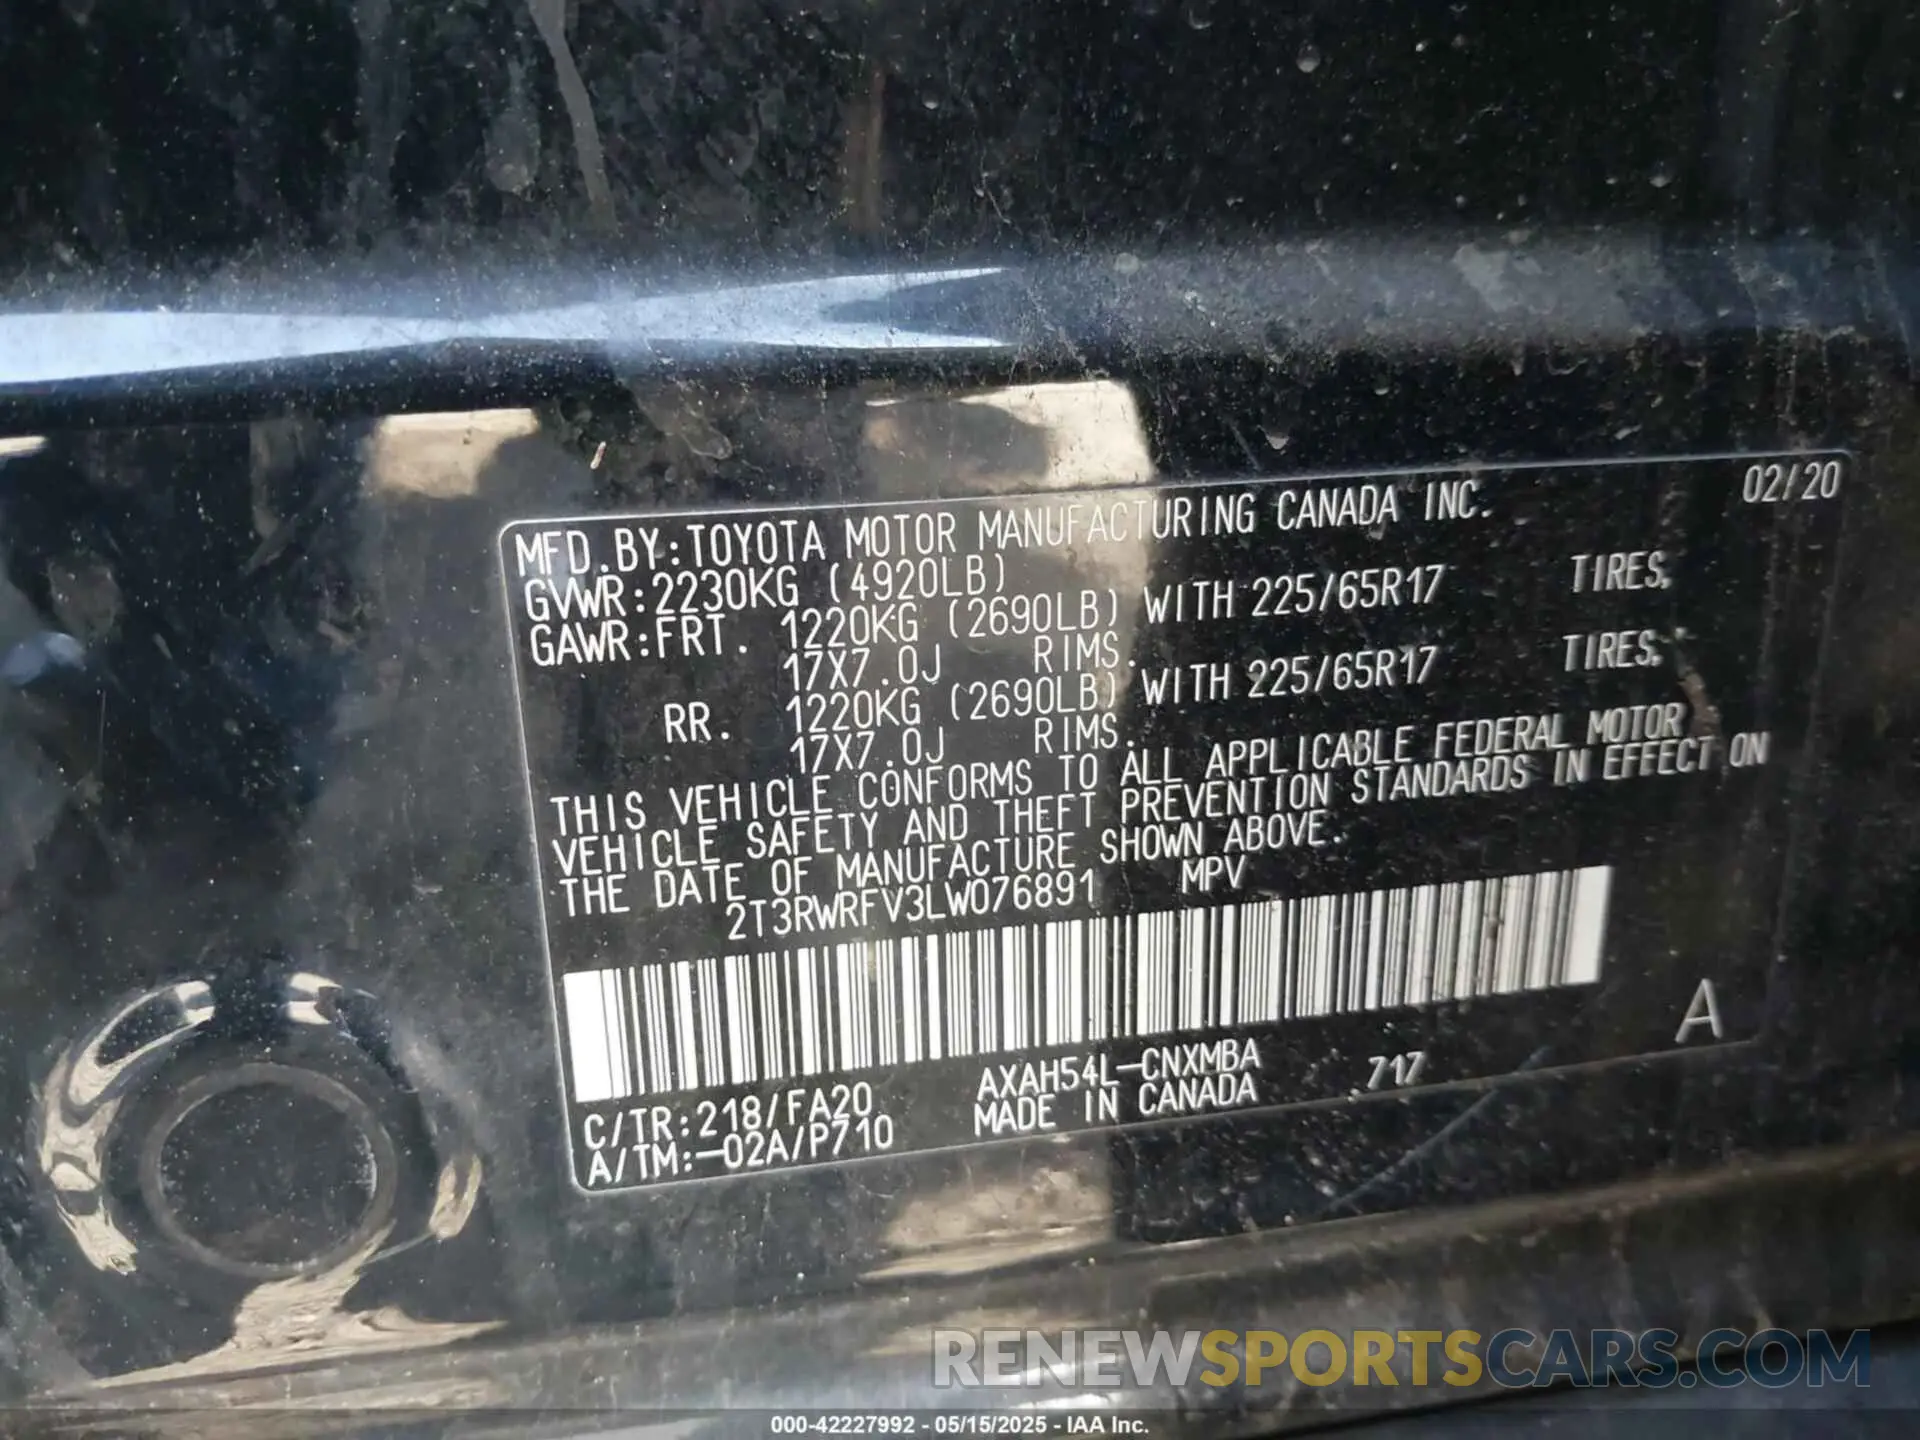 02/20
MFD.BY:TOYOTA MOTOR MANUFACTURING CANADA INC.
GVWR:2230KG (4920LB)
GAWR:FRT. 1220KG (2690LB) WITH 225/65R17 TIRES,
17X7.0J RIMS.
RR. 1220KG (2690LB) WITH 225/65R17 TIRES,
17X7.0J RIMS.
THIS VEHICLE CONFORMS TO ALL APPLICABLE FEDERAL MOTOR
VEHICLE SAFETY AND THEFT PREVENTION STANDARDS IN EFFECT ON
THE DATE OF MANUFACTURE SHOWN ABOVE.
2T3RWRFV3LW076891 MPV
A
C/TR:218/FA20 AXAH54L-CNXMBA 717
A/TM:-02A/P710 MADE IN CANADA
RENEWSPORTSCARS.COM
000-42227992 - 05/15/2025 - IAA Inc.